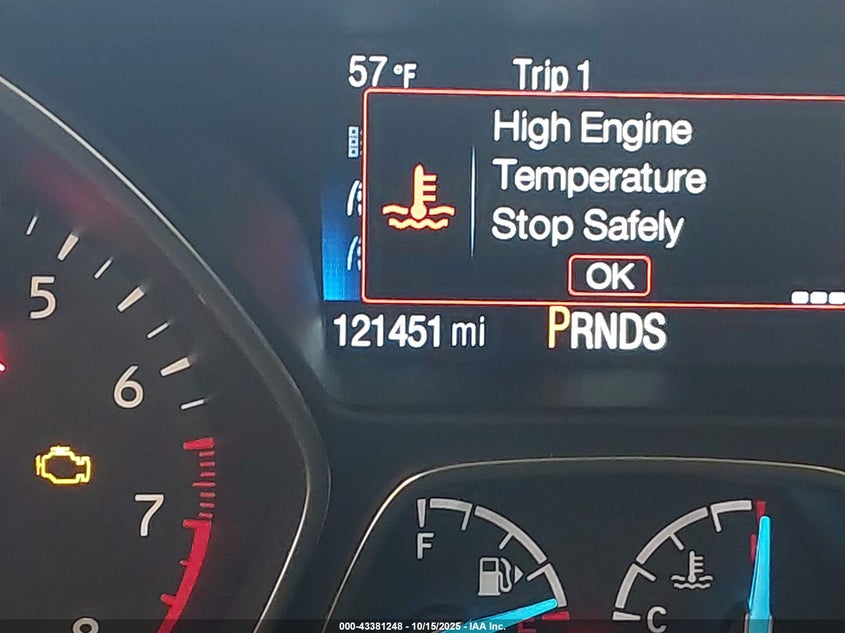 57°F Trip 1
High Engine
Temperature
Stop Safely
OK
121451 mi PRNDS
5
6
7
8
F
E
C
000-43381248 - 10/15/2025 - IAA Inc.